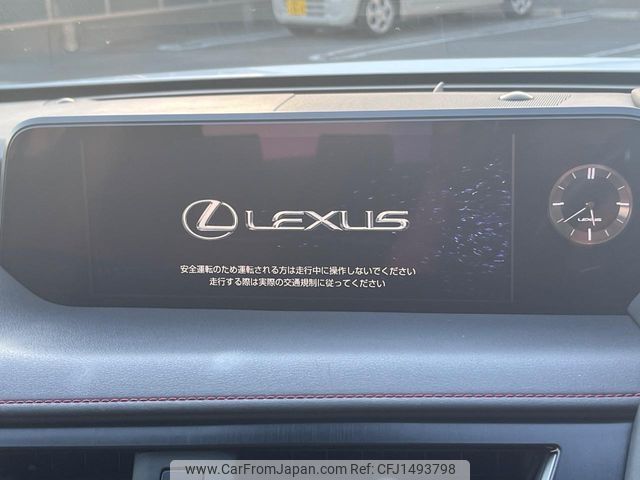 LEXUS
LEXUS
安全運転のため運転される方は走行中に操作しないでください
走行する際は実際の交通規制に従ってください
www.CarFromJapan.com - CFJ1493798